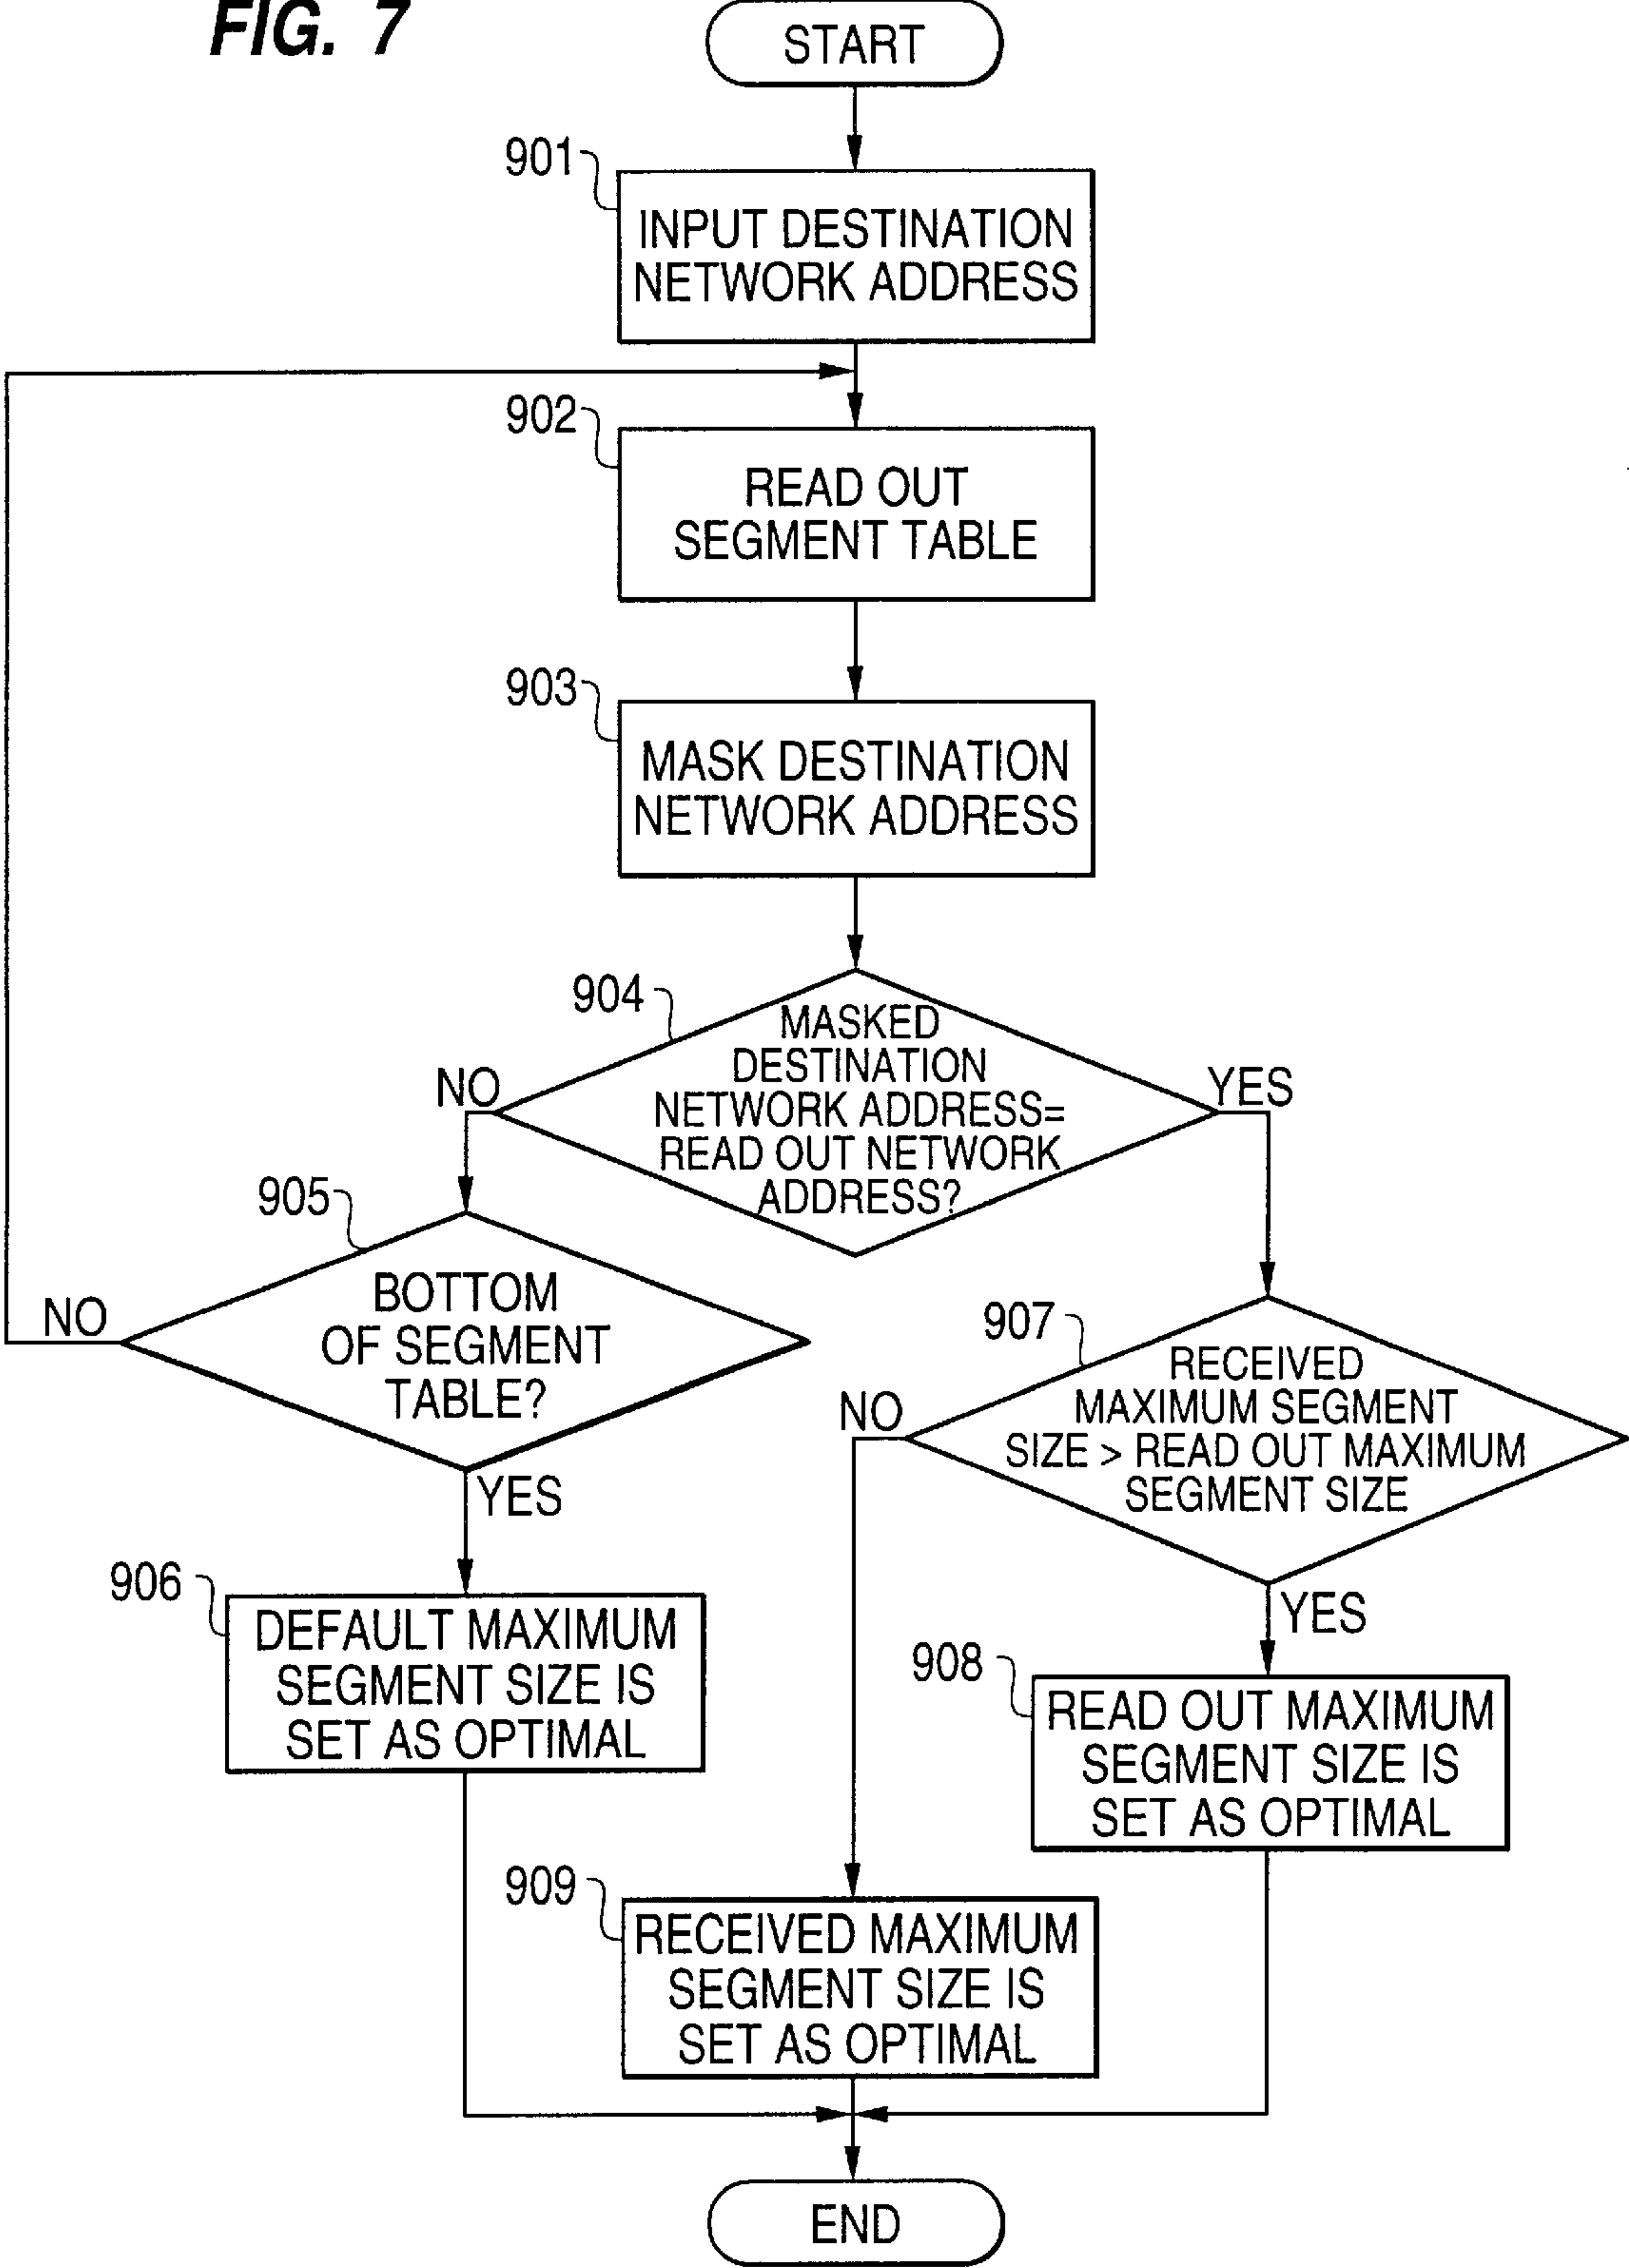 FIG. 7
START
901
INPUT DESTINATION
NETWORK ADDRESS
902
READ OUT
SEGMENT TABLE
903
MASK DESTINATION
NETWORK ADDRESS
904
MASKED
DESTINATION
NETWORK ADDRESS=
READ OUT NETWORK
ADDRESS?
NO
YES
905
BOTTOM
OF SEGMENT
TABLE?
NO
YES
907
RECEIVED
MAXIMUM SEGMENT
SIZE > READ OUT MAXIMUM
SEGMENT SIZE
NO
YES
906
DEFAULT MAXIMUM
SEGMENT SIZE IS
SET AS OPTIMAL
908
READ OUT MAXIMUM
SEGMENT SIZE IS
SET AS OPTIMAL
909
RECEIVED MAXIMUM
SEGMENT SIZE IS
SET AS OPTIMAL
END